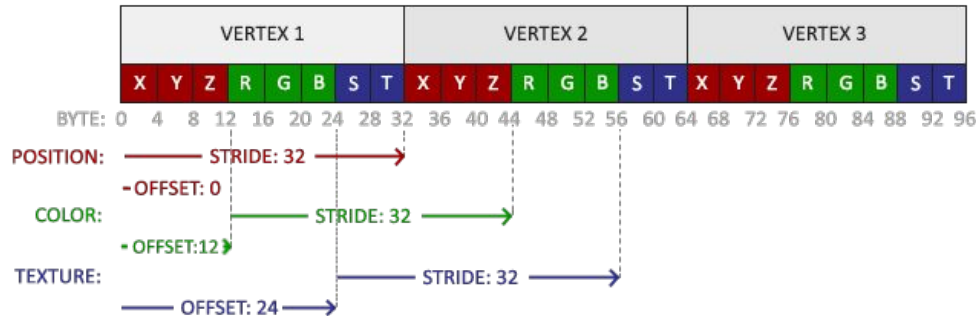 VERTEX 1 VERTEX 2 VERTEX 3
X Y Z R G B S T X Y Z R G B S T X Y Z R G B S T
BYTE: 0 4 8 12 16 20 24 28 32 36 40 44 48 52 56 60 64 68 72 76 80 84 88 92 96
POSITION: STRIDE: 32
OFFSET: 0
COLOR: STRIDE: 32
OFFSET:12
TEXTURE: STRIDE: 32
OFFSET: 24